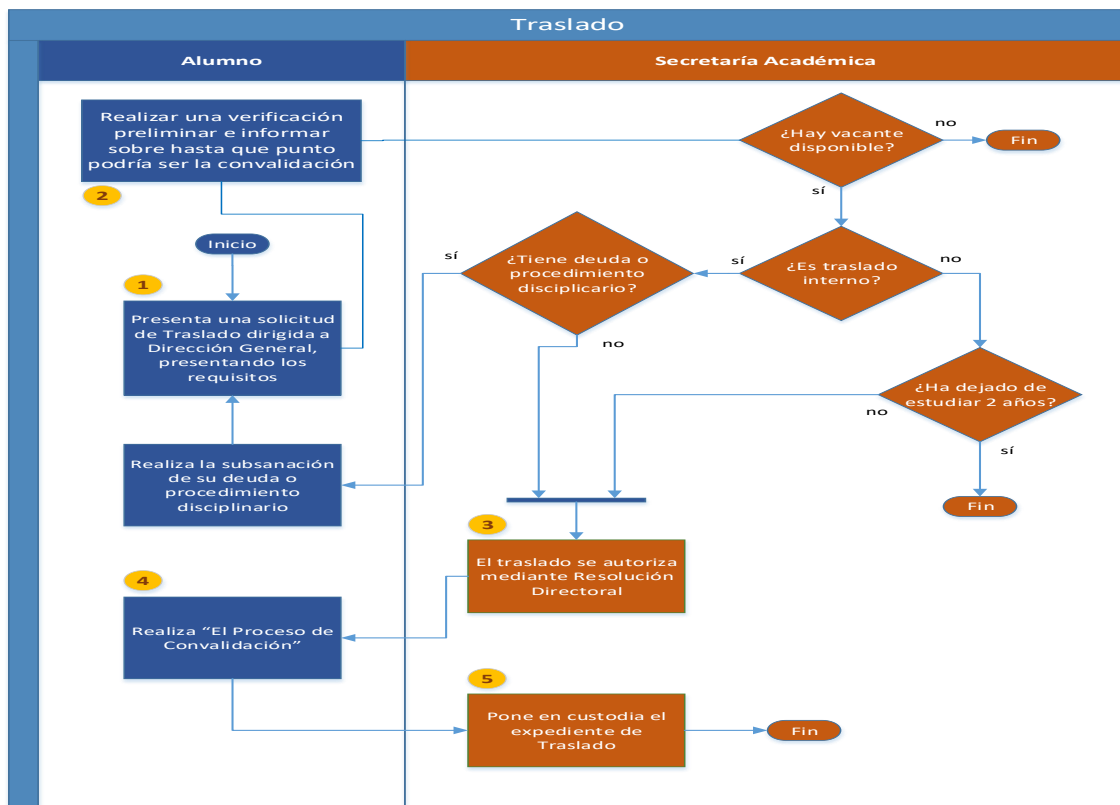 Traslado
Alumno
Secretaría Académica
Realizar una verificación
preliminar e informar
sobre hasta que punto
podría ser la convalidación
2
¿Hay vacante
disponible?
no
Fin
sí
Inicio
¿Tiene deuda o
procedimiento
disciplicario?
sí
sí
¿Es traslado
interno?
no
1
Presenta una solicitud
de Traslado dirigida a
Dirección General,
presentando los
requisitos
no
¿Ha dejado de
estudiar 2 años?
no
sí
Realiza la subsanación
de su deuda o
procedimiento
disciplinario
Fin
3
El traslado se autoriza
mediante Resolución
Directoral
4
Realiza “El Proceso de
Convalidación”
5
Pone en custodia el
expediente de
Traslado
Fin